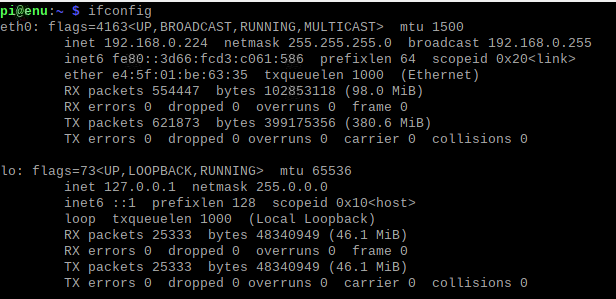 pi@enu:~ $ ifconfig
eth0: flags=4163<UP,BROADCAST,RUNNING,MULTICAST>  mtu 1500
        inet 192.168.0.224  netmask 255.255.255.0  broadcast 192.168.0.255
        inet6 fe80::3d66:fcd3:c061:586  prefixlen 64  scopeid 0x20<link>
        ether e4:5f:01:be:63:35  txqueuelen 1000  (Ethernet)
        RX packets 554447  bytes 102853118 (98.0 MiB)
        RX errors 0  dropped 0  overruns 0  frame 0
        TX packets 621873  bytes 399175356 (380.6 MiB)
        TX errors 0  dropped 0 overruns 0  carrier 0  collisions 0
lo: flags=73<UP,LOOPBACK,RUNNING>  mtu 65536
        inet 127.0.0.1  netmask 255.0.0.0
        inet6 ::1  prefixlen 128  scopeid 0x10<host>
        loop  txqueuelen 1000  (Local Loopback)
        RX packets 25333  bytes 48340949 (46.1 MiB)
        RX errors 0  dropped 0  overruns 0  frame 0
        TX packets 25333  bytes 48340949 (46.1 MiB)
        TX errors 0  dropped 0 overruns 0  carrier 0  collisions 0